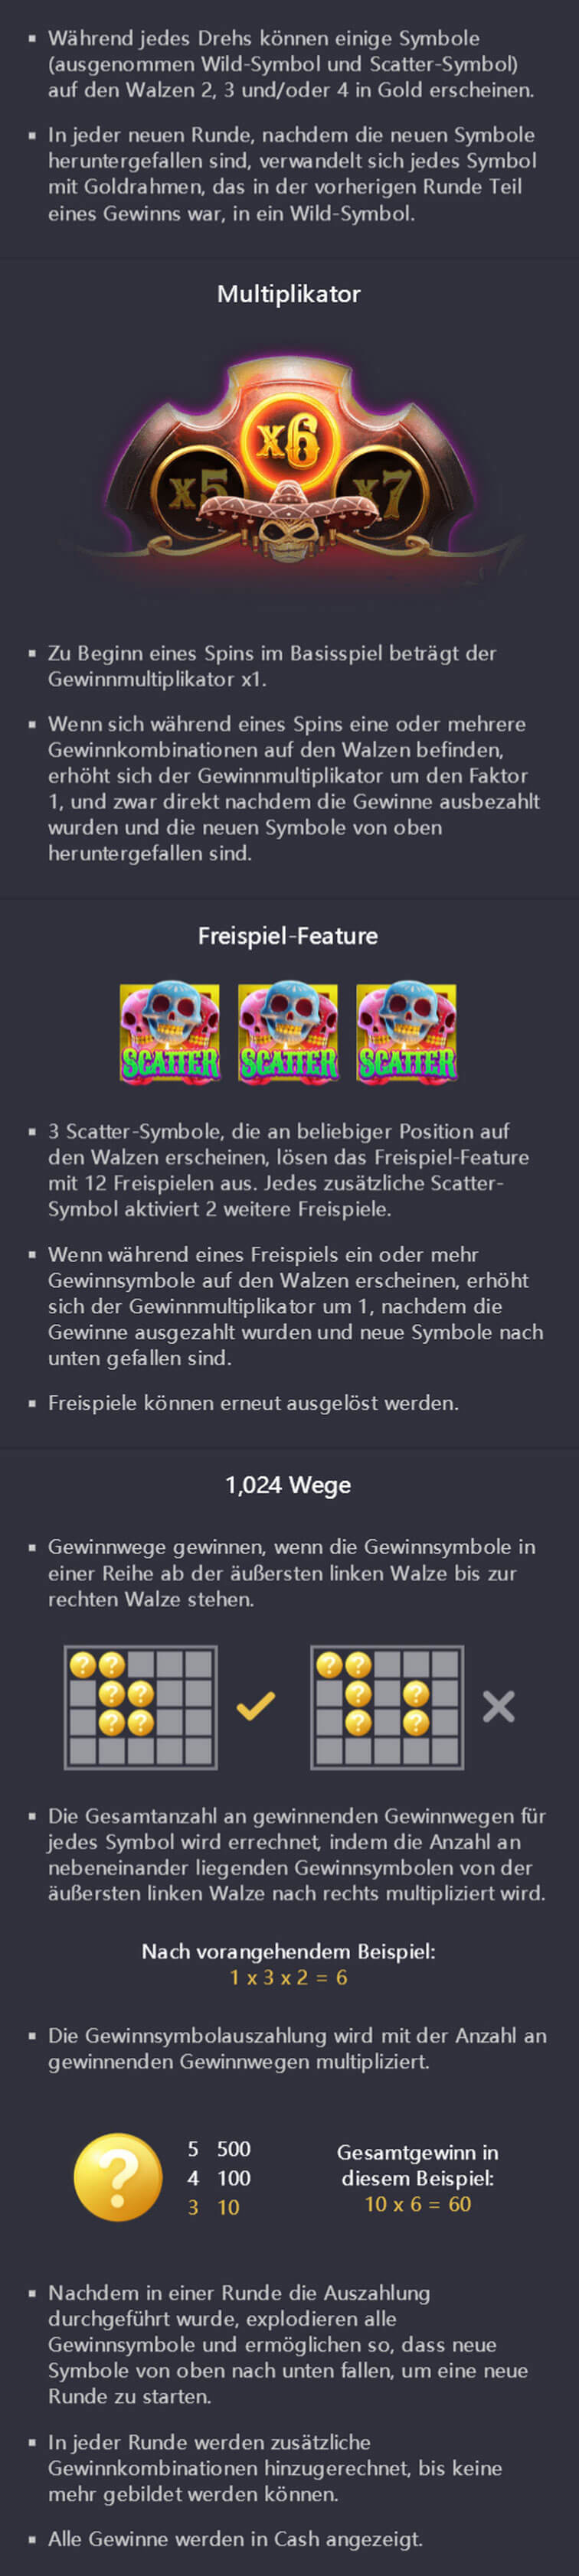 ▪ Während jedes Drehs können einige Symbole
(ausgenommen Wild-Symbol und Scatter-Symbol)
auf den Walzen 2, 3 und/oder 4 in Gold erscheinen.
▪ In jeder neuen Runde, nachdem die neuen Symbole
heruntergefallen sind, verwandelt sich jedes Symbol
mit Goldrahmen, das in der vorherigen Runde Teil
eines Gewinns war, in ein Wild-Symbol.
Multiplikator
x5 x6 x7
▪ Zu Beginn eines Spins im Basisspiel beträgt der
Gewinnmultiplikator x1.
▪ Wenn sich während eines Spins eine oder mehrere
Gewinnkombinationen auf den Walzen befinden,
erhöht sich der Gewinnmultiplikator um den Faktor
1, und zwar direkt nachdem die Gewinne ausbezahlt
wurden und die neuen Symbole von oben
heruntergefallen sind.
Freispiel-Feature
SCATTER SCATTER SCATTER
▪ 3 Scatter-Symbole, die an beliebiger Position auf
den Walzen erscheinen, lösen das Freispiel-Feature
mit 12 Freispielen aus. Jedes zusätzliche Scatter-
Symbol aktiviert 2 weitere Freispiele.
▪ Wenn während eines Freispiels ein oder mehr
Gewinnsymbole auf den Walzen erscheinen, erhöht
sich der Gewinnmultiplikator um 1, nachdem die
Gewinne ausgezahlt wurden und neue Symbole nach
unten gefallen sind.
▪ Freispiele können erneut ausgelöst werden.
1,024 Wege
▪ Gewinnwege gewinnen, wenn die Gewinnsymbole in
einer Reihe ab der äußersten linken Walze bis zur
rechten Walze stehen.
? ? ? ?
? ? ? ?
? ? ? ?
▪ Die Gesamtanzahl an gewinnenden Gewinnwegen für
jedes Symbol wird errechnet, indem die Anzahl an
nebeneinander liegenden Gewinnsymbolen von der
äußersten linken Walze nach rechts multipliziert wird.
Nach vorangehendem Beispiel:
1 x 3 x 2 = 6
▪ Die Gewinnsymbolauszahlung wird mit der Anzahl an
gewinnenden Gewinnwegen multipliziert.
?
5 500
4 100
3 10
Gesamtgewinn in
diesem Beispiel:
10 x 6 = 60
▪ Nachdem in einer Runde die Auszahlung
durchgeführt wurde, explodieren alle
Gewinnsymbole und ermöglichen so, dass neue
Symbole von oben nach unten fallen, um eine neue
Runde zu starten.
▪ In jeder Runde werden zusätzliche
Gewinnkombinationen hinzugerechnet, bis keine
mehr gebildet werden können.
▪ Alle Gewinne werden in Cash angezeigt.